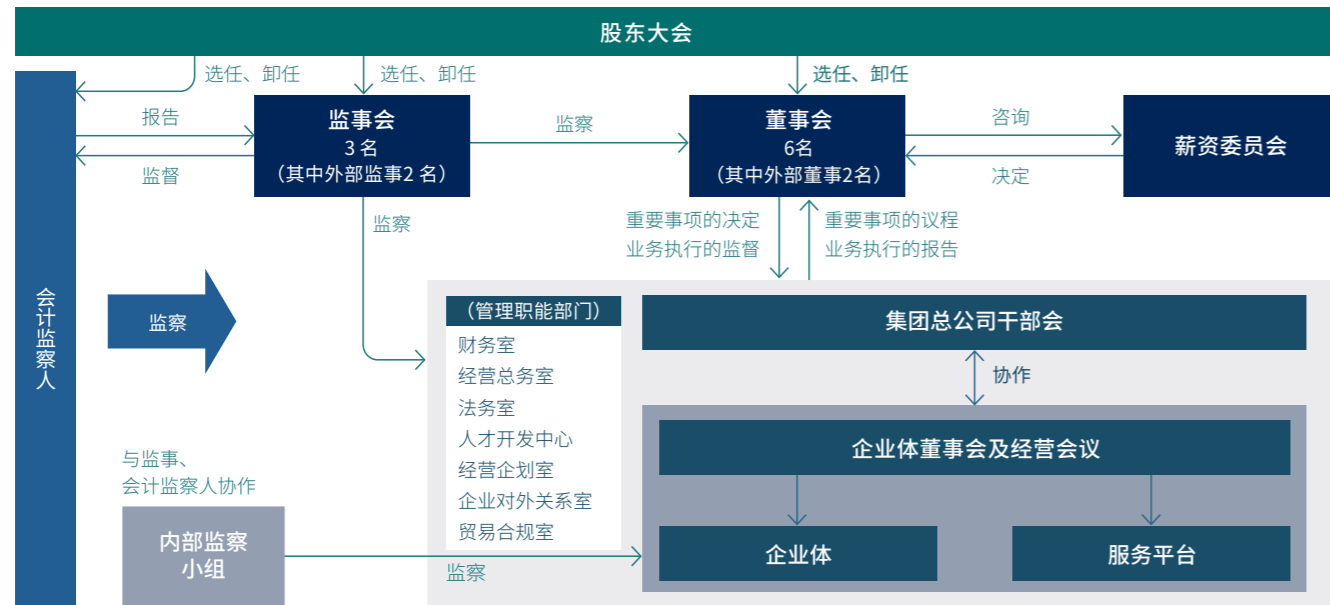 股东大会
选任、卸任
选任、卸任
选任、卸任
会计监察人
报告
监督
监事会
3 名
（其中外部监事2 名）
监察
董事会
6名
（其中外部董事2名）
咨询
决定
薪资委员会
监察
重要事项的决定
业务执行的监督
重要事项的议程
业务执行的报告
监察
（管理职能部门）
财务室
经营总务室
法务室
人才开发中心
经营企划室
企业对外关系室
贸易合规室
集团总公司干部会
协作
企业体董事会及经营会议
企业体
服务平台
与监事、
会计监察人协作
内部监察
小组
监察